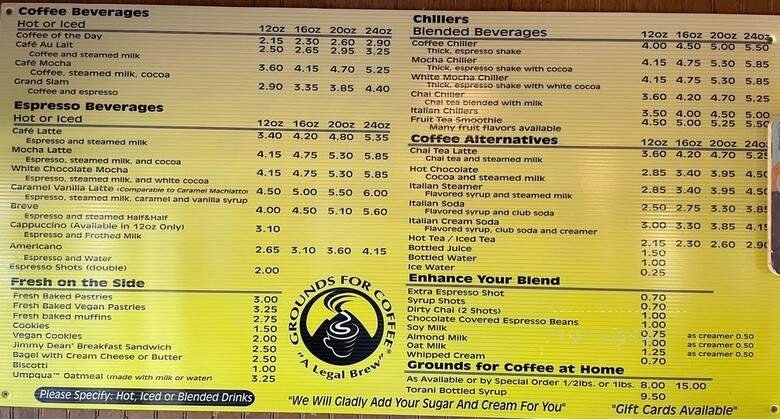 Coffee Beverages
Hot or Iced 12oz 16oz 20oz 24oz
Coffee of the Day 2.15 2.30 2.60 2.90
Café Au Lait 2.50 2.65 2.95 3.25
Coffee and steamed milk
Café Mocha 3.60 4.15 4.70 5.25
Coffee, steamed milk, cocoa
Grand Slam 2.90 3.35 3.85 4.40
Coffee and espresso
Espresso Beverages
Hot or Iced 12oz 16oz 20oz 24oz
Café Latte 3.40 4.20 4.80 5.35
Espresso and steamed milk
Mocha Latte 4.15 4.75 5.30 5.85
Espresso, steamed milk, and cocoa
White Chocolate Mocha 4.15 4.75 5.30 5.85
Espresso, steamed milk, and white cocoa
Caramel Vanilla Latte (Comparable to Caramel Machiatto) 4.50 5.00 5.50 6.00
Espresso, steamed milk, caramel and vanilla syrup
Breve 4.00 4.50 5.10 5.60
Espresso and steamed Half&Half
Cappuccino (Available in 12oz Only) 3.10
Espresso and Frothed Milk
Americano 2.65 3.10 3.60 4.15
Espresso and Water
Espresso Shots (double) 2.00
Fresh on the Side
Fresh Baked Pastries 3.00
Fresh Baked Vegan Pastries 3.25
Fresh baked muffins 2.75
Cookies 1.50
Vegan Cookies 2.00
Jimmy Dean® Breakfast Sandwich 2.50
Bagel with Cream Cheese or Butter 2.50
Biscotti 1.00
Umpqua™ Oatmeal (made with milk or water) 3.25
Please Specify: Hot, Iced or Blended Drinks
GROUNDS FOR COFFEE®
"A Legal Brew"
Chillers
Blended Beverages 12oz 16oz 20oz 24oz
Coffee Chiller 4.00 4.50 5.00 5.50
Thick, espresso shake
Mocha Chiller 4.15 4.75 5.30 5.85
Thick, espresso shake with cocoa
White Mocha Chiller 4.15 4.75 5.30 5.85
Thick, espresso shake with white cocoa
Chai Chiller 3.60 4.20 4.70 5.25
Chai tea blended with milk
Italian Chillers 3.50 4.00 4.50 5.00
Fruit Tea Smoothie 4.50 5.00 5.25 5.50
Many fruit flavors available
Coffee Alternatives 12oz 16oz 20oz 24oz
Chai Tea Latte 3.60 4.20 4.70 5.25
Chai tea and steamed milk
Hot Chocolate 2.85 3.40 3.95 4.50
Cocoa and steamed milk
Italian Steamer 2.85 3.40 3.95 4.50
Flavored syrup and steamed milk
Italian Soda 2.50 2.75 3.30 3.85
Flavored syrup and club soda
Italian Cream Soda 3.00 3.30 3.85 4.15
Flavored syrup, club soda and creamer
Hot Tea / Iced Tea 2.15 2.30 2.60 2.90
Bottled Juice 1.50
Bottled Water 1.00
Ice Water 0.25
Enhance Your Blend
Extra Espresso Shot 0.70
Syrup Shots 0.70
Dirty Chai (2 Shots) 1.00
Chocolate Covered Espresso Beans 1.00
Soy Milk 0.75 as creamer 0.50
Almond Milk 1.00 as creamer 0.50
Oat Milk 1.25 as creamer 0.50
Whipped Cream 0.70
Grounds for Coffee at Home
As Available or by Special Order 1/2lbs. or 1lbs. 8.00 15.00
Torani Bottled Syrup 9.50
"We Will Gladly Add Your Sugar And Cream For You"
"Gift Cards Available"